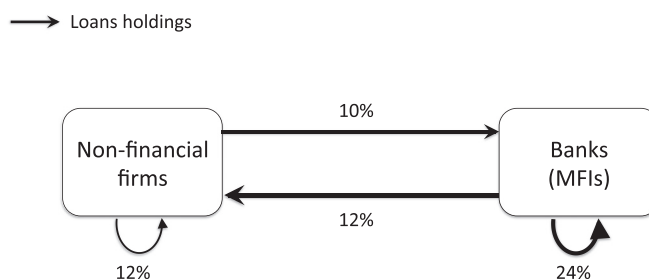 Loans holdings
10%
Non-financial
firms
Banks
(MFIs)
12%
12%
24%